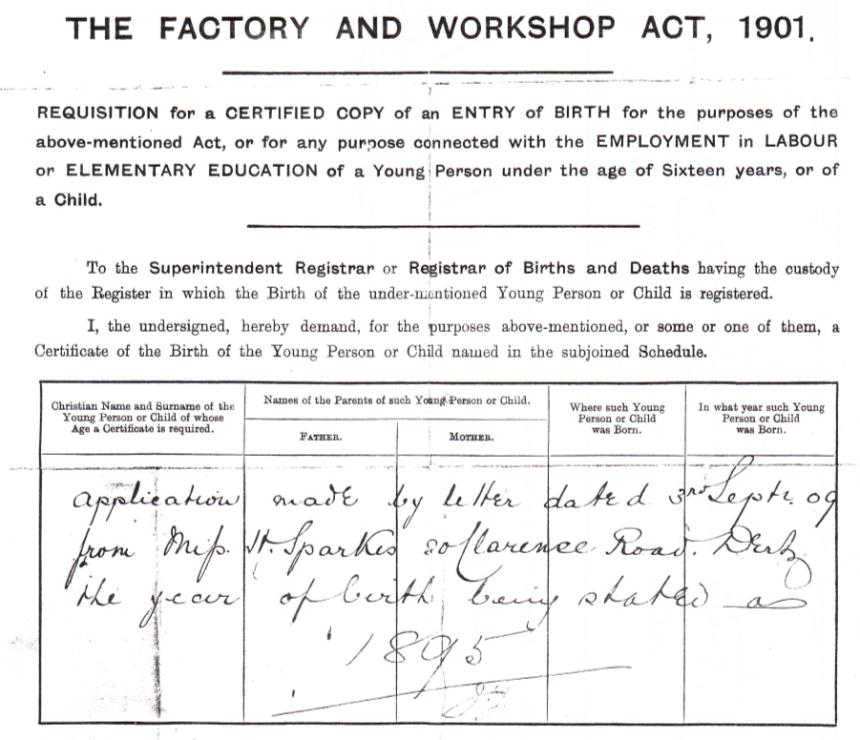 THE FACTORY AND WORKSHOP ACT, 1901.
REQUISITION for a CERTIFIED COPY of an ENTRY of BIRTH for the purposes of the
above-mentioned Act, or for any purpose connected with the EMPLOYMENT in LABOUR
or ELEMENTARY EDUCATION of a Young Person under the age of Sixteen years, or of
a Child.
To the Superintendent Registrar or Registrar of Births and Deaths having the custody
of the Register in which the Birth of the under-mentioned Young Person or Child is registered.
I, the undersigned, hereby demand, for the purposes above-mentioned, or some or one of them, a
Certificate of the Birth of the Young Person or Child named in the subjoined Schedule.
Christian Name and Surname of the
Young Person or Child of whose
Age a Certificate is required.
Names of the Parents of such Young Person or Child.
FATHER.
MOTHER.
Where such Young
Person or Child
was Born.
In what year such Young
Person or Child
was Born.
application made by letter dated 3rd Septr. 09
from Miss. H. Sparkes Clarence Road. Derby
the year of birth being stated as
1895